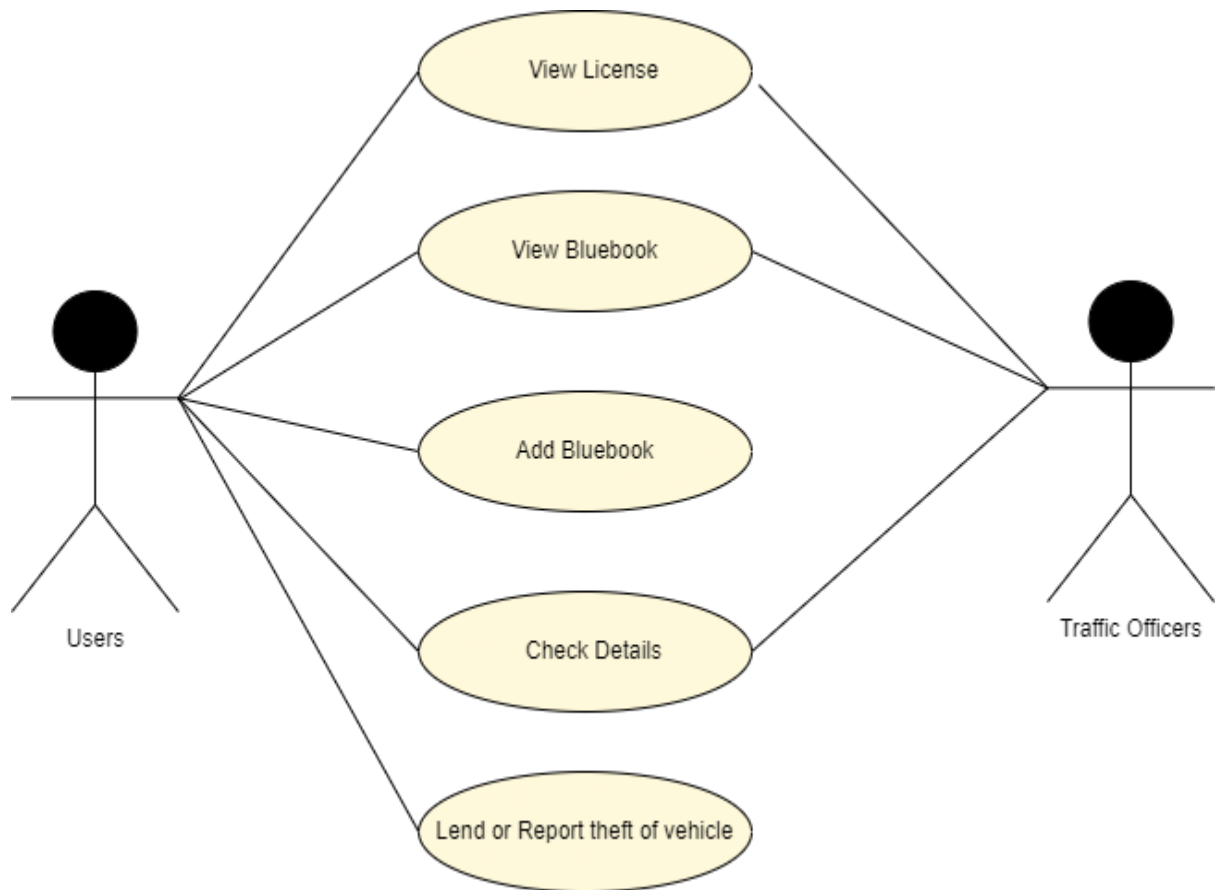 View License
View Bluebook
Add Bluebook
Check Details
Users
Traffic Officers
Lend or Report theft of vehicle